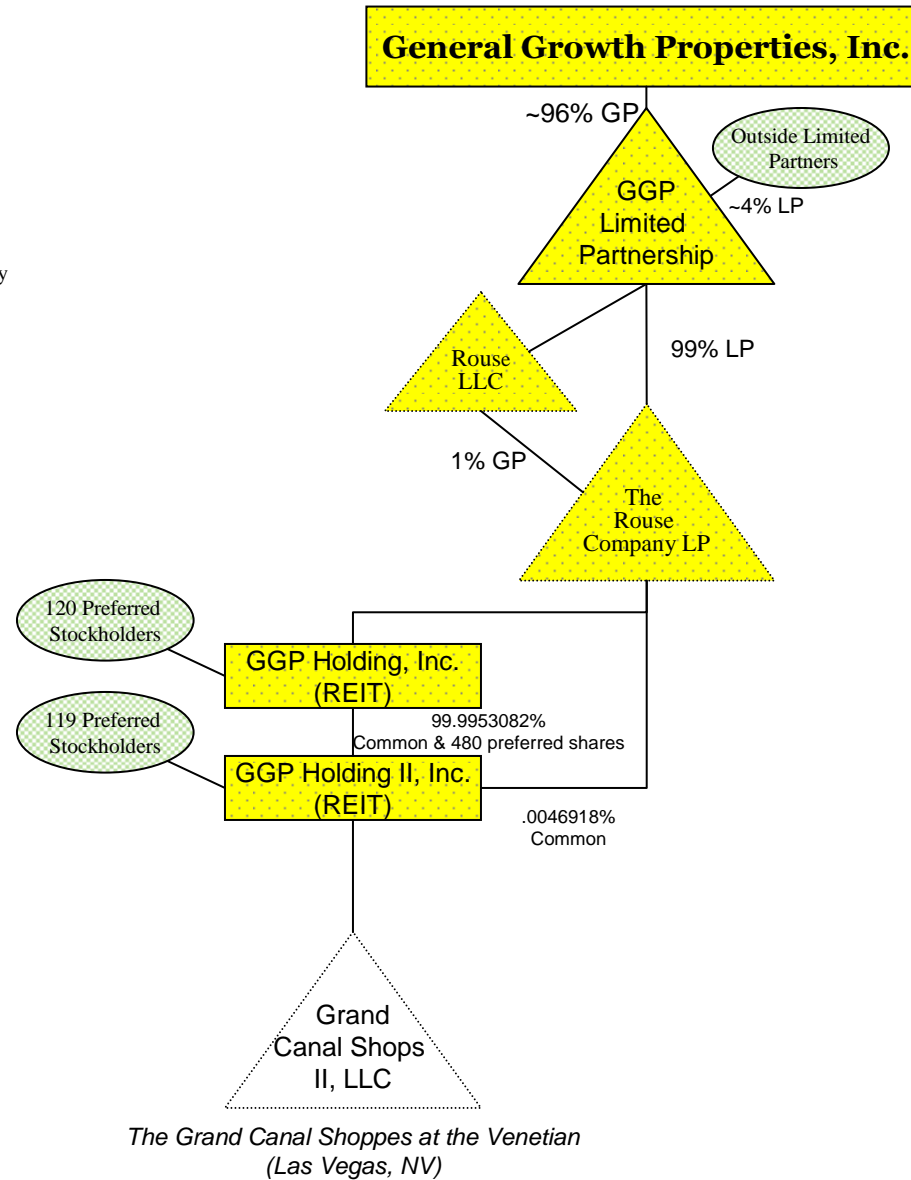 General Growth Properties, Inc.
~96% GP
Outside Limited
Partners
GGP
Limited
Partnership
~4% LP
y
Rouse
LLC
99% LP
1% GP
The
Rouse
Company LP
120 Preferred
Stockholders
GGP Holding, Inc.
(REIT)
119 Preferred
Stockholders
99.9953082%
Common & 480 preferred shares
GGP Holding II, Inc.
(REIT)
.0046918%
Common
Grand
Canal Shops
II, LLC
The Grand Canal Shoppes at the Venetian
(Las Vegas, NV)